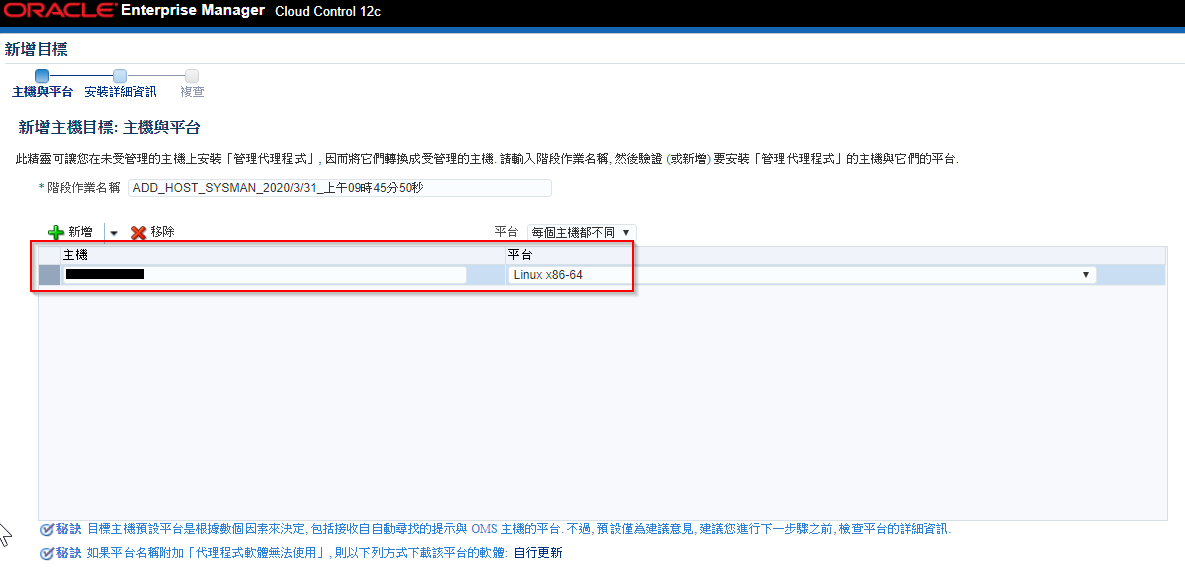 ORACLE Enterprise Manager Cloud Control 12c
新增目標
主機與平台 安裝詳細資訊 複查
新增主機目標: 主機與平台
此精靈可讓您在未受管理的主機上安裝「管理代理程式」, 因而將它們轉換成受管理的主機. 請輸入階段作業名稱, 然後驗證 (或新增) 要安裝「管理代理程式」的主機與它們的平台.
* 階段作業名稱 ADD_HOST_SYSMAN_2020/3/31_上午09時45分50秒
新增 移除 平台 每個主機都不同
主機 平台
Linux x86-64
秘訣 目標主機預設平台是根據數個因素來決定, 包括接收自自動尋找的提示與 OMS 主機的平台. 不過, 預設僅為建議意見, 建議您進行下一步驟之前, 檢查平台的詳細資訊.
秘訣 如果平台名稱附加「代理程式軟體無法使用」, 則以下列方式下載該平台的軟體: 自行更新